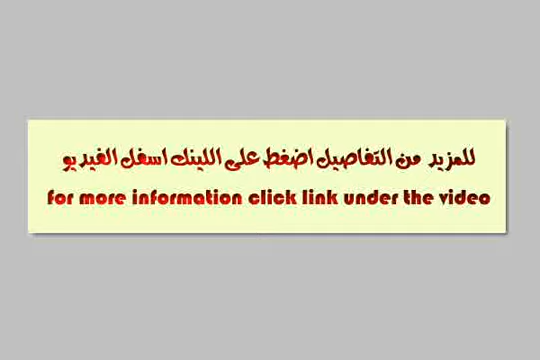 للمزيد من التفاصيل اضغط على اللينك اسفل الفيديو
for more information click link under the video